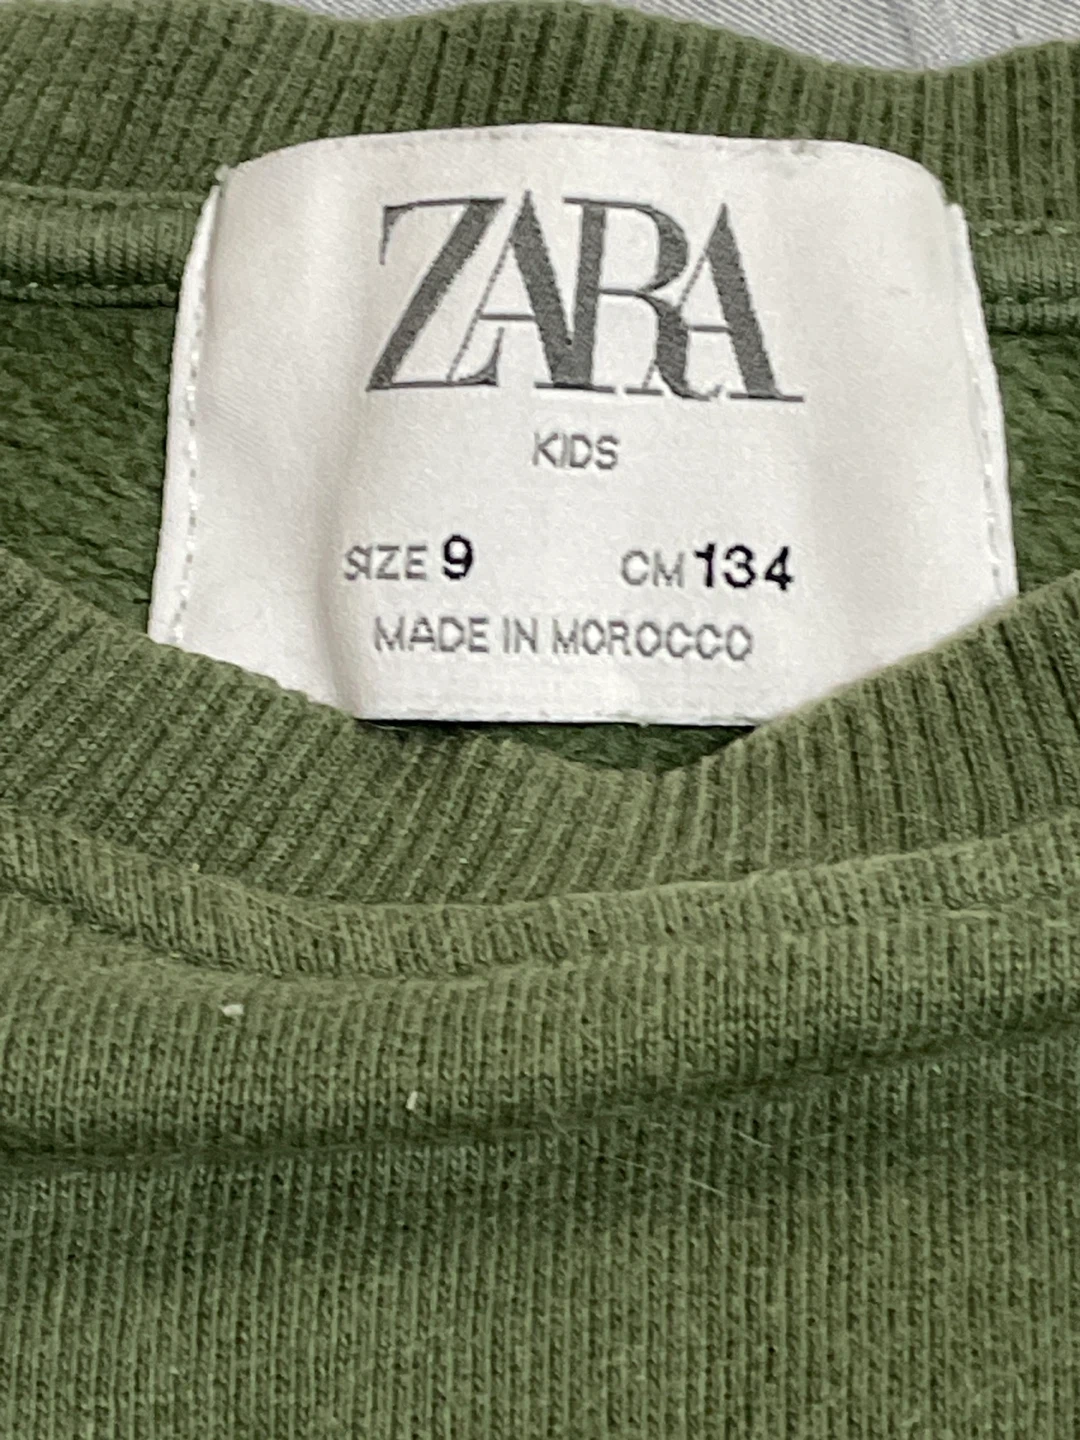 ZARA
KIDS
SIZE 9 CM 134
MADE IN MOROCCO